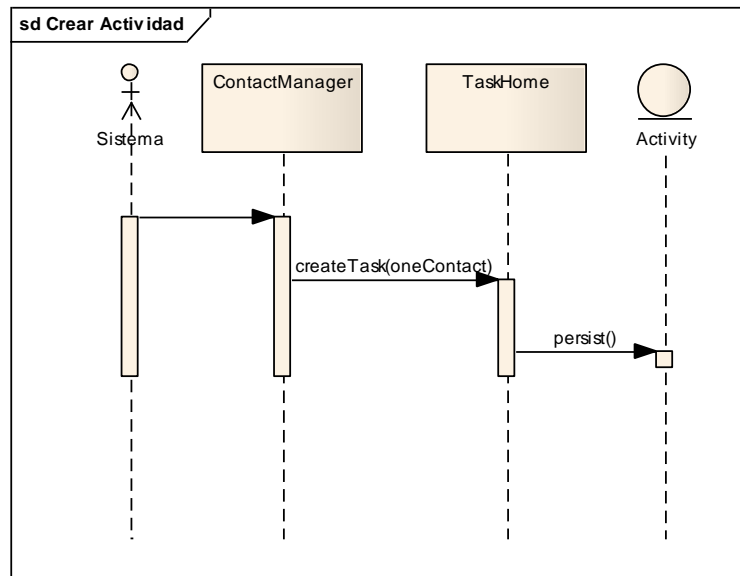 sd Crear Actividad
Sistema
ContactManager
TaskHome
Activity
createTask(oneContact)
persist()